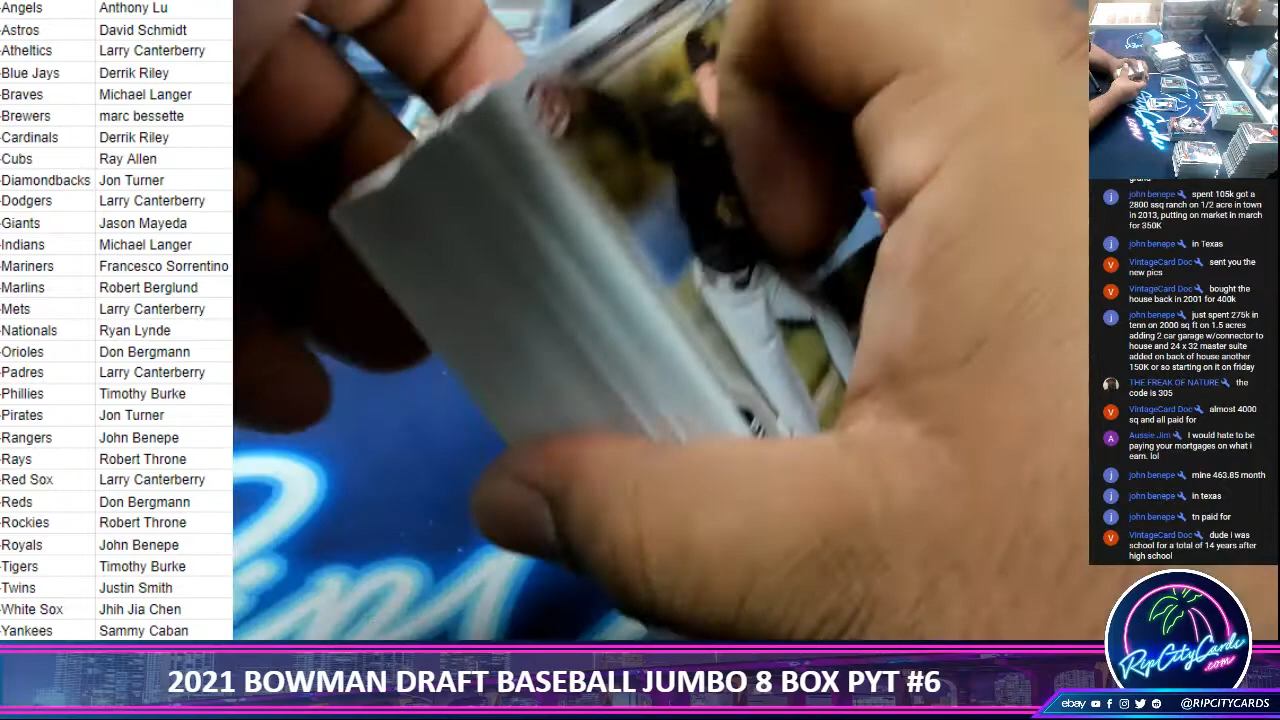 -Angels Anthony Lu
-Astros David Schmidt
-Atheltics Larry Canterberry
-Blue Jays Derrik Riley
-Braves Michael Langer
-Brewers marc bessette
-Cardinals Derrik Riley
-Cubs Ray Allen
-Diamondbacks Jon Turner
-Dodgers Larry Canterberry
-Giants Jason Mayeda
-Indians Michael Langer
-Mariners Francesco Sorrentino
-Marlins Robert Berglund
-Mets Larry Canterberry
-Nationals Ryan Lynde
-Orioles Don Bergmann
-Padres Larry Canterberry
-Phillies Timothy Burke
-Pirates Jon Turner
-Rangers John Benepe
-Rays Robert Throne
-Red Sox Larry Canterberry
-Reds Don Bergmann
-Rockies Robert Throne
-Royals John Benepe
-Tigers Timothy Burke
-Twins Justin Smith
-White Sox Jhih Jia Chen
-Yankees Sammy Caban
john benepe spent 105k got a
2800 ssq ranch on 1/2 acre in town
in 2013, putting on market in march
for 350K
john benepe in Texas
VintageCard Doc sent you the
new pics
VintageCard Doc bought the
house back in 2001 for 400k
john benepe just spent 275k in
tenn on 2000 sq ft on 1.5 acres
adding 2 car garage w/connector to
house and 24 x 32 master suite
added on back of house another
150K or so starting on it on friday
THE FREAK OF NATURE the
code is 305
VintageCard Doc almost 4000
sq and all paid for
Aussie Jim I would hate to be
paying your mortgages on what i
earn. lol
john benepe mine 463.85 month
john benepe in texas
john benepe tn paid for
VintageCard Doc dude i was
school for a total of 14 years after
high school
RipCityCards
.com
2021 BOWMAN DRAFT BASEBALL JUMBO 8 BOX PYT #6
ebay @RIPCITYCARDS